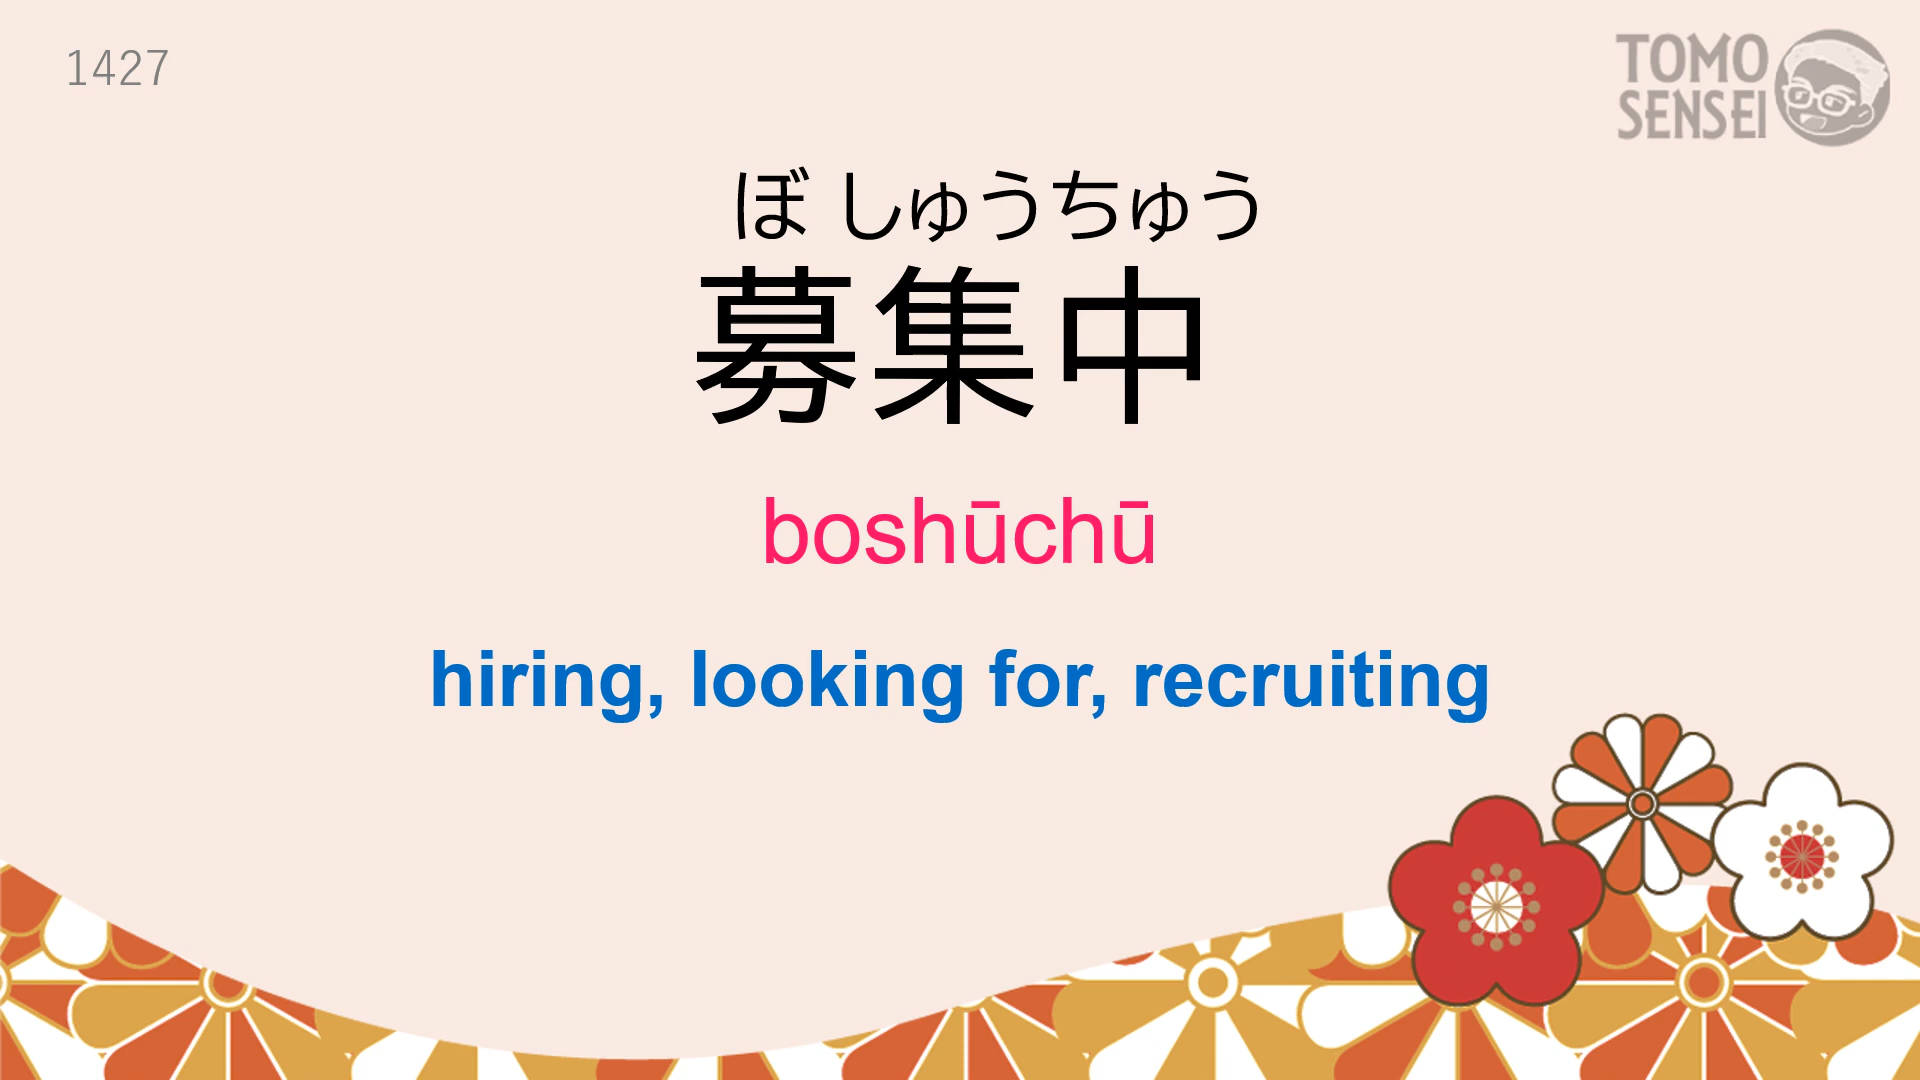 1427
TOMO
SENSEI
ぼしゅうちゅう
募集中
boshūchū
hiring, looking for, recruiting